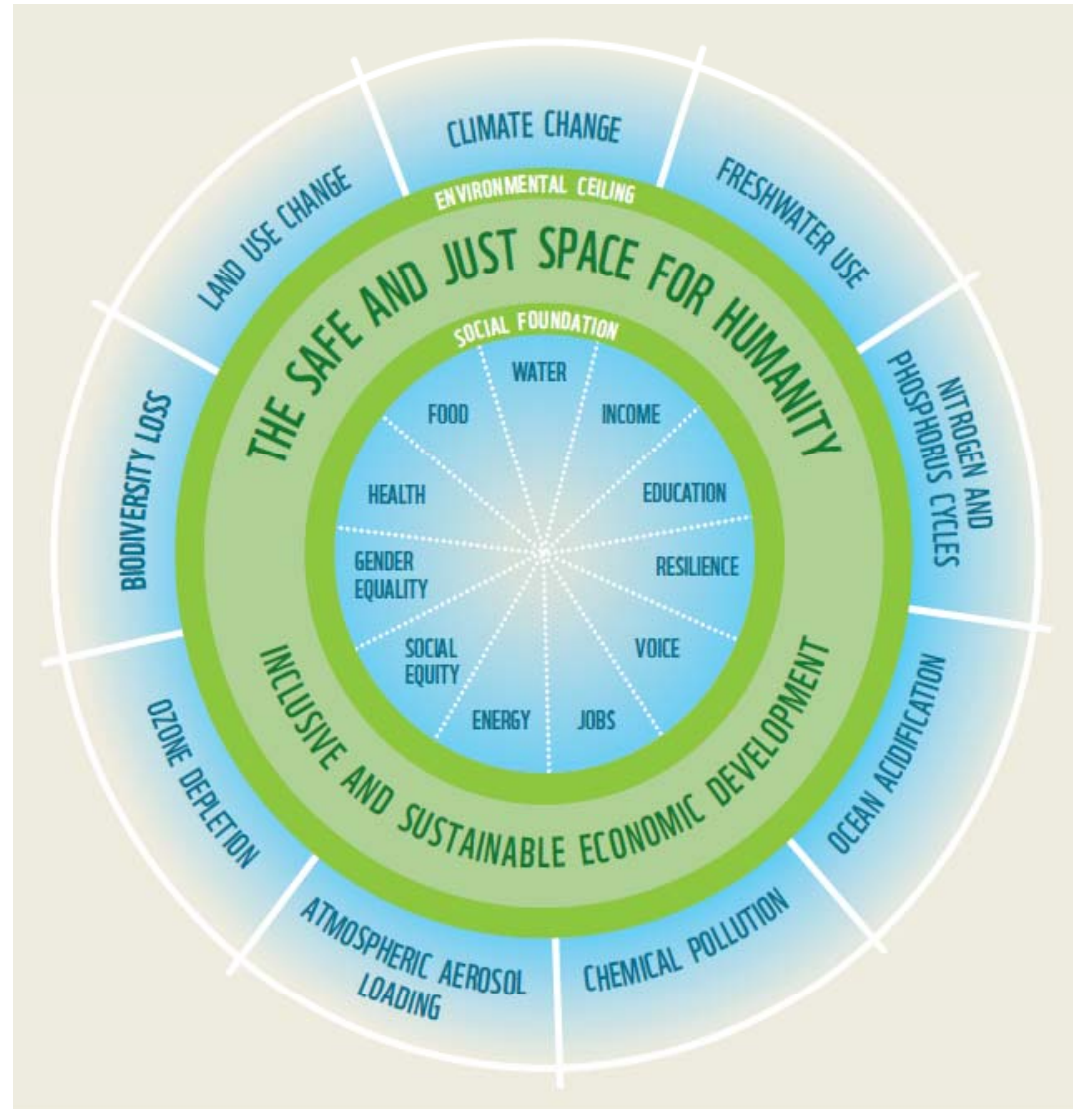 CLIMATE CHANGE
FRESHWATER USE
NITROGEN AND
PHOSPHORUS CYCLES
OCEAN ACIDIFICATION
CHEMICAL POLLUTION
ATMOSPHERIC AEROSOL
LOADING
OZONE DEPLETION
BIODIVERSITY LOSS
LAND USE CHANGE
ENVIRONMENTAL CEILING
THE SAFE AND JUST SPACE FOR HUMANITY
INCLUSIVE AND SUSTAINABLE ECONOMIC DEVELOPMENT
SOCIAL FOUNDATION
WATER
INCOME
EDUCATION
RESILIENCE
VOICE
JOBS
ENERGY
SOCIAL
EQUITY
GENDER
EQUALITY
HEALTH
FOOD